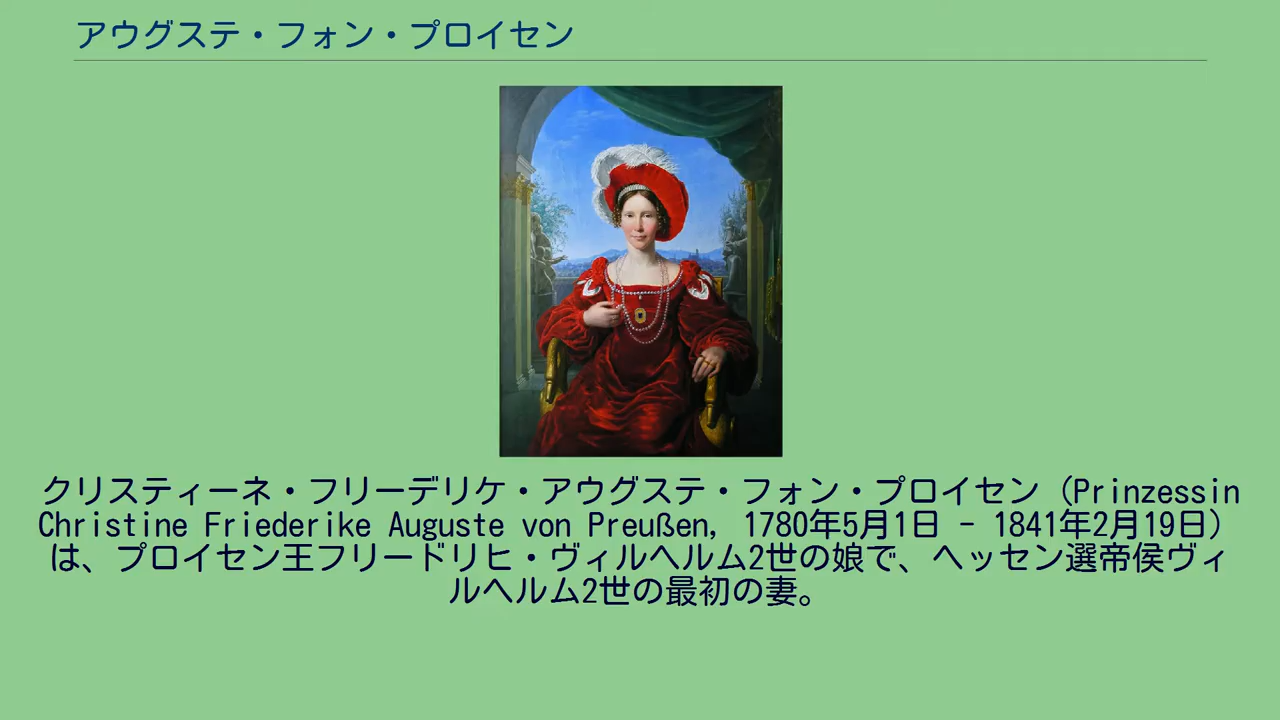 アウグステ・フォン・プロイセン
クリスティーネ・フリーデリケ・アウグステ・フォン・プロイセン（Prinzessin
Christine Friederike Auguste von Preußen, 1780年5月1日 - 1841年2月19日）
は、プロイセン王フリードリヒ・ヴィルヘルム2世の娘で、ヘッセン選帝侯ヴィ
ルヘルム2世の最初の妻。